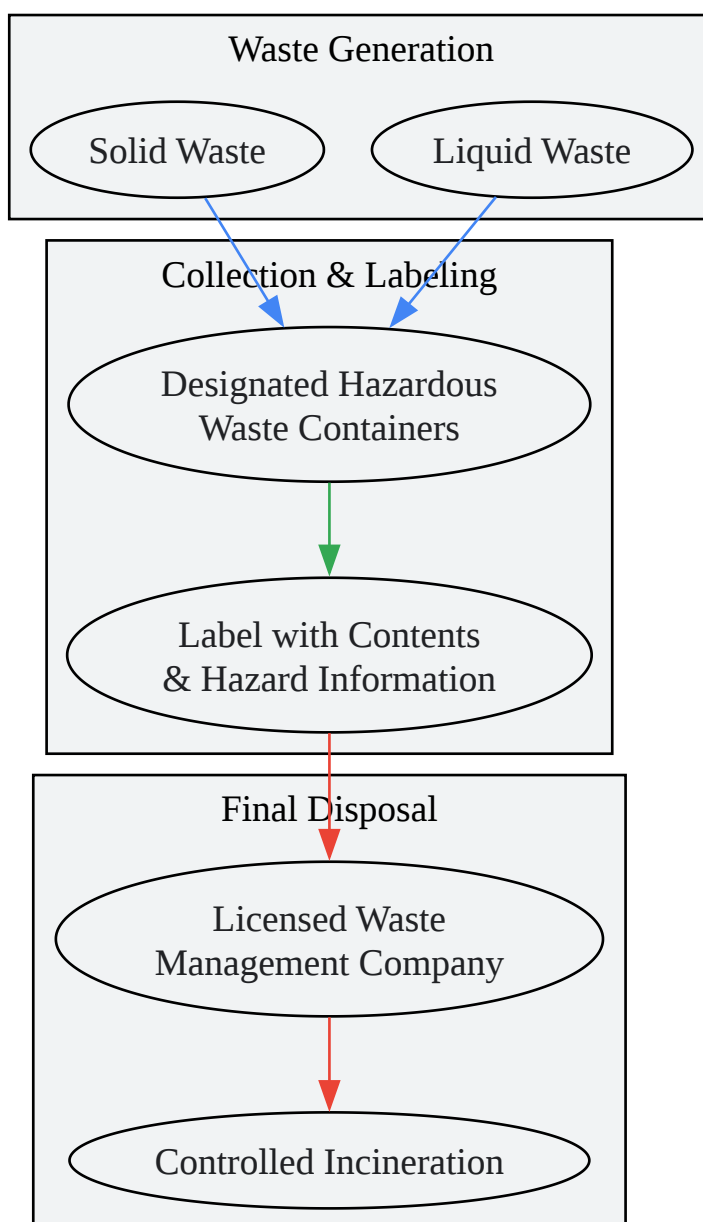 Waste Generation
Solid Waste
Liquid Waste
Collection & Labeling
Designated Hazardous
Waste Containers
Label with Contents
& Hazard Information
Final Disposal
Licensed Waste
Management Company
Controlled Incineration